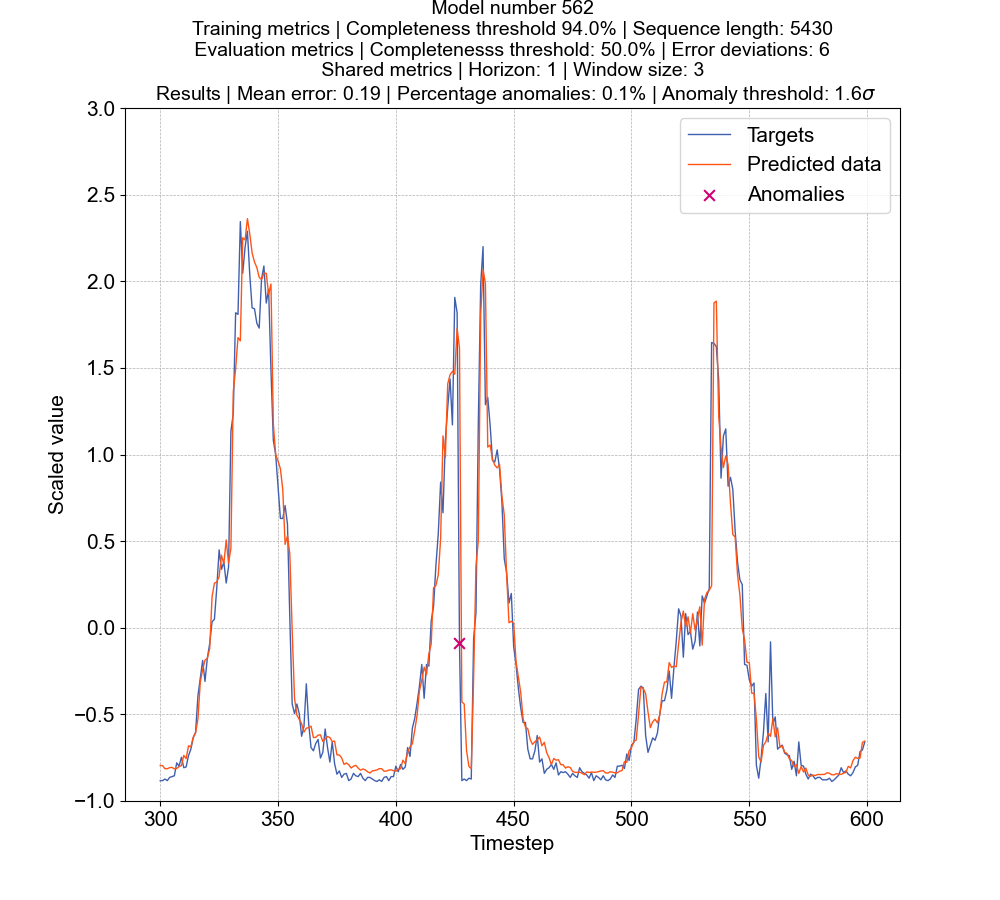 Model number 562
Training metrics | Completeness threshold 94.0% | Sequence length: 5430
Evaluation metrics | Completenesss threshold: 50.0% | Error deviations: 6
Shared metrics | Horizon: 1 | Window size: 3
Results | Mean error: 0.19 | Percentage anomalies: 0.1% | Anomaly threshold: 1.6σ
3.0
2.5
2.0
1.5
1.0
0.5
0.0
−0.5
−1.0
Scaled value
Targets
Predicted data
Anomalies
300 350 400 450 500 550 600
Timestep